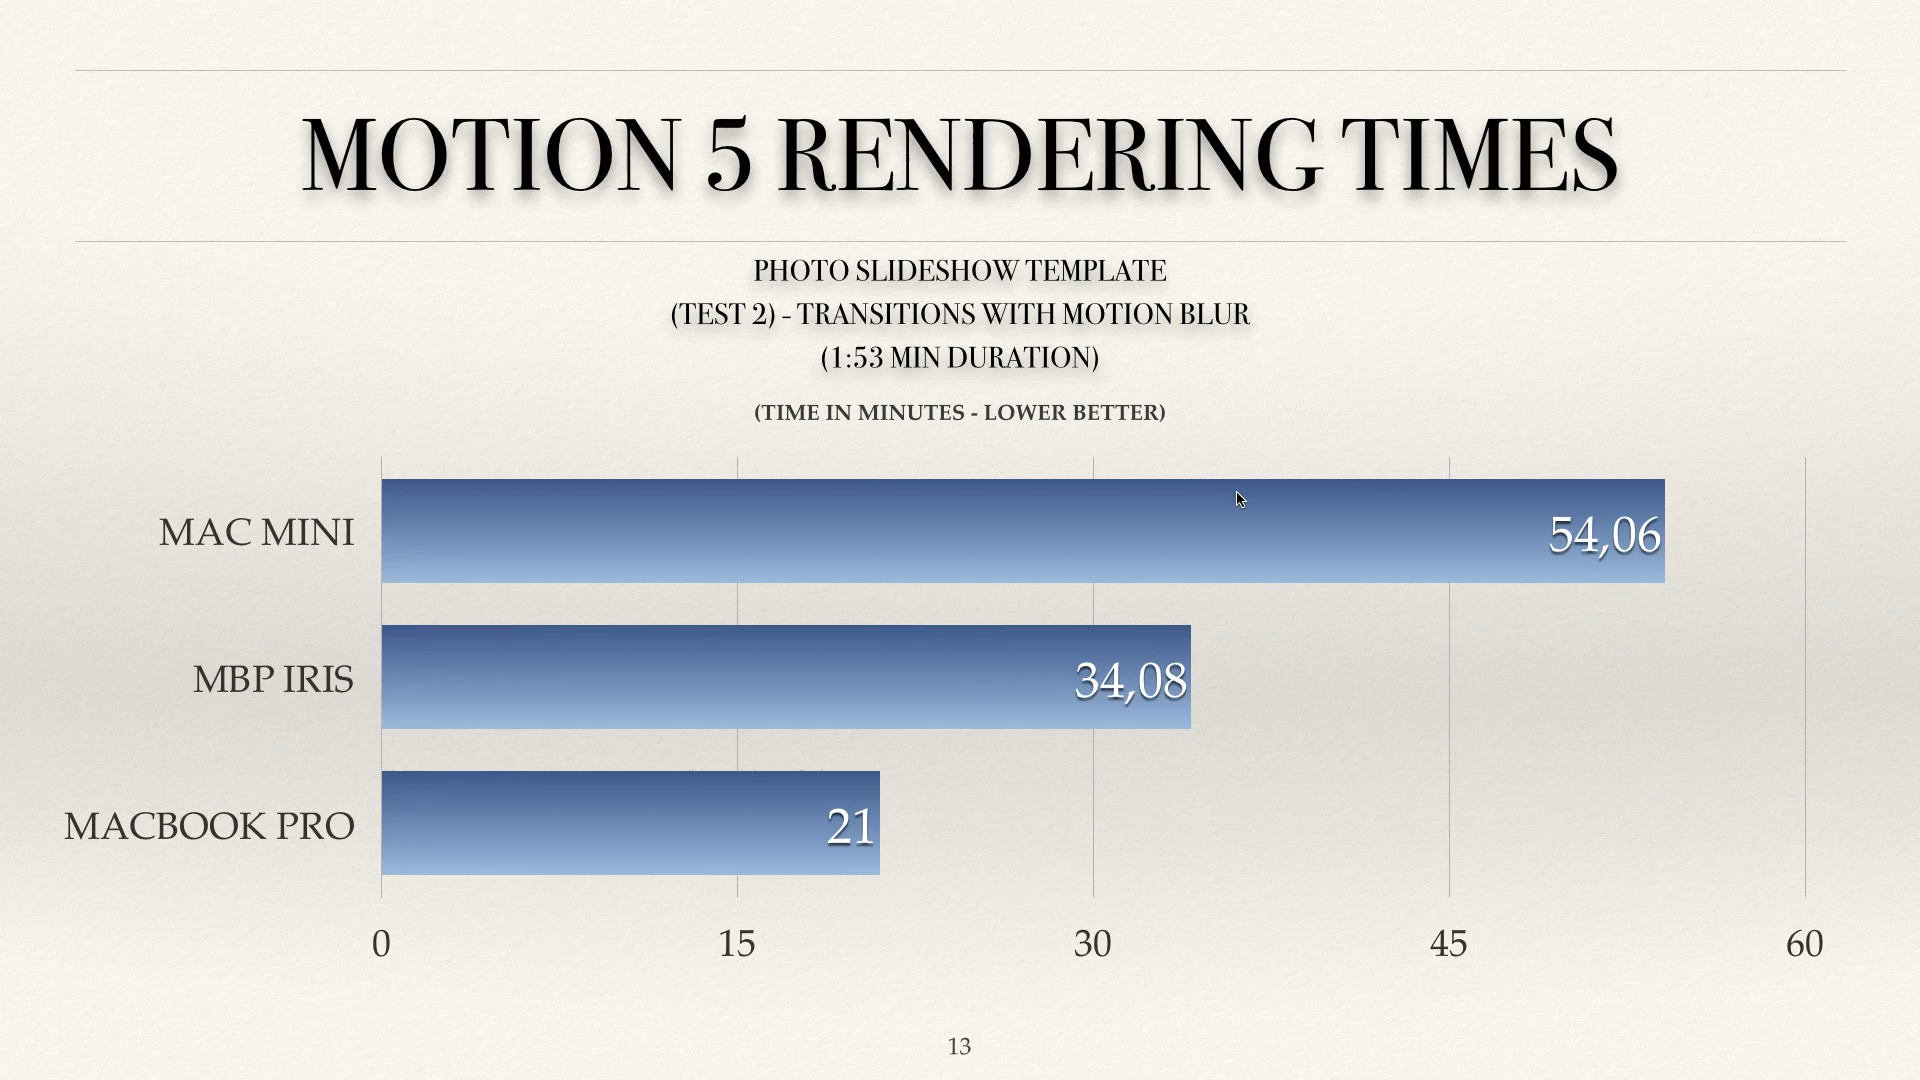 MOTION 5 RENDERING TIMES
PHOTO SLIDESHOW TEMPLATE
(TEST 2) - TRANSITIONS WITH MOTION BLUR
(1:53 MIN DURATION)
(TIME IN MINUTES - LOWER BETTER)
MAC MINI
54,06
MBP IRIS
34,08
MACBOOK PRO
21
0 15 30 45 60
13